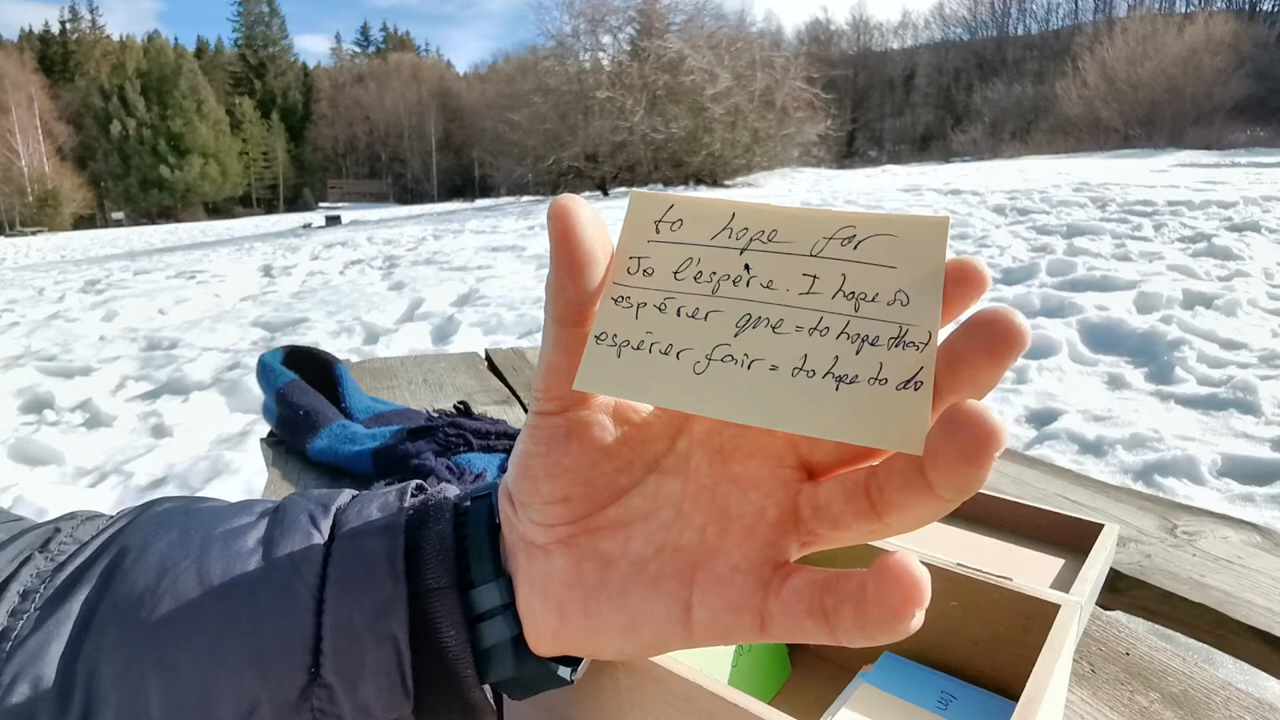 to hope for
Je l'espère. I hope so
espérer que = to hope that
espérer fair = to hope to do